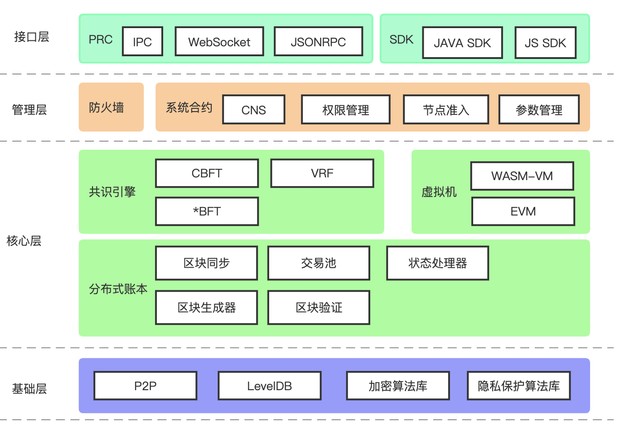 接口层
PRC
IPC
WebSocket
JSONRPC
SDK
JAVA SDK
JS SDK
管理层
防火墙
系统合约
CNS
权限管理
节点准入
参数管理
核心层
共识引擎
CBFT
VRF
*BFT
虚拟机
WASM-VM
EVM
分布式账本
区块同步
交易池
状态处理器
区块生成器
区块验证
基础层
P2P
LevelDB
加密算法库
隐私保护算法库